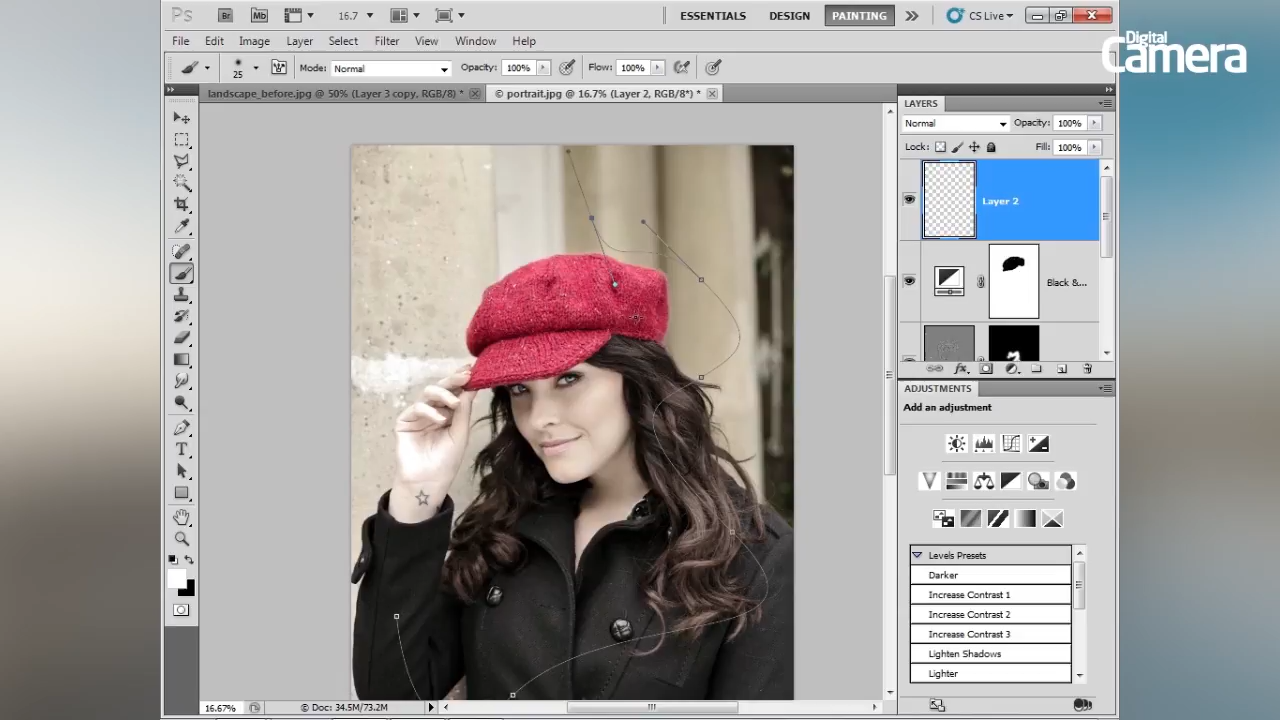 Ps Br Mb 16.7 ESSENTIALS DESIGN PAINTING CS Live
Digital
Camera
File Edit Image Layer Select Filter View Window Help
25 Mode: Normal Opacity: 100% Flow: 100%
landscape_before.jpg @ 50% (Layer 3 copy, RGB/8) * © portrait.jpg @ 16.7% (Layer 2, RGB/8*) *
LAYERS
Normal Opacity: 100%
Lock: Fill: 100%
Layer 2
Black &...
ADJUSTMENTS
Add an adjustment
Levels Presets
Darker
Increase Contrast 1
Increase Contrast 2
Increase Contrast 3
Lighten Shadows
Lighter
16.67% © Doc: 34.5M/73.2M